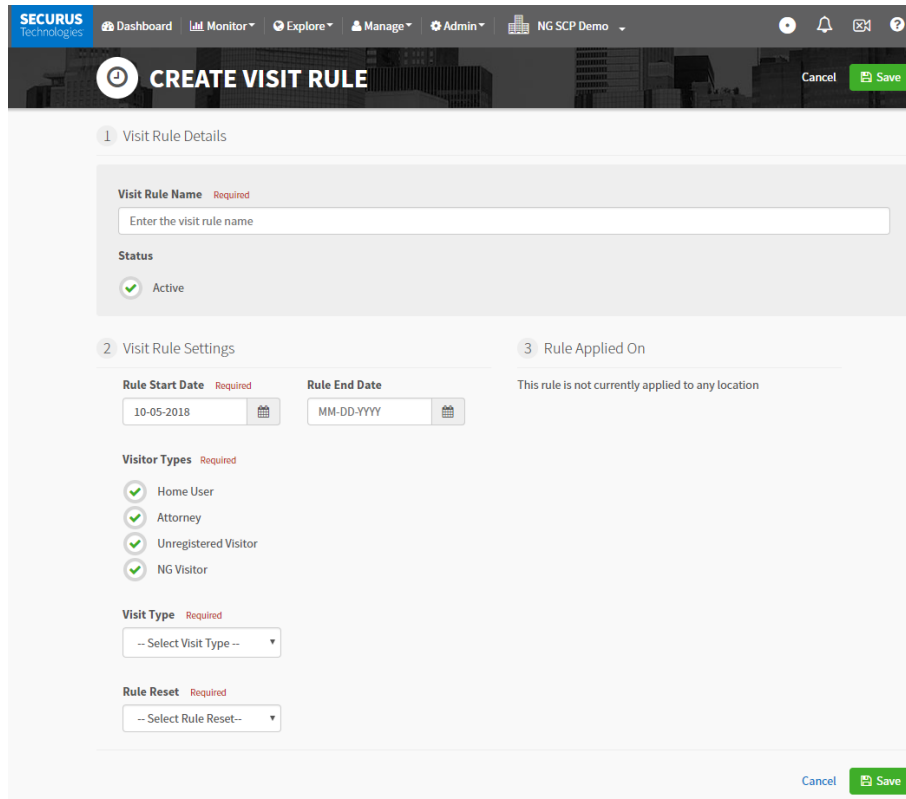 SECURUS
Technologies
Dashboard Monitor Explore Manage Admin NG SCP Demo ?
CREATE VISIT RULE Cancel Save
1 Visit Rule Details
Visit Rule Name Required
Enter the visit rule name
Status
Active
2 Visit Rule Settings 3 Rule Applied On
Rule Start Date Required Rule End Date This rule is not currently applied to any location
10-05-2018 MM-DD-YYYY
Visitor Types Required
Home User
Attorney
Unregistered Visitor
NG Visitor
Visit Type Required
-- Select Visit Type --
Rule Reset Required
-- Select Rule Reset--
Cancel Save